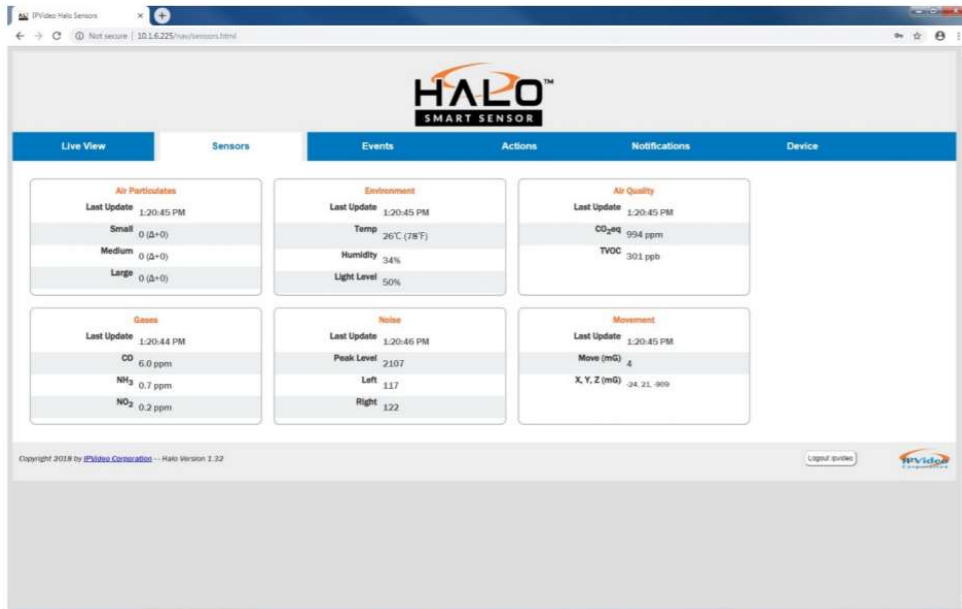 IPVideo Halo Sensors
Not secure | 10.1.6.225/nav/sensors.html
HALO™
SMART SENSOR
Live View Sensors Events Actions Notifications Device
Air Particulates
Last Update 1:20:45 PM
Small 0 (Δ+0)
Medium 0 (Δ+0)
Large 0 (Δ+0)
Environment
Last Update 1:20:45 PM
Temp 26℃ (78℉)
Humidity 34%
Light Level 50%
Air Quality
Last Update 1:20:45 PM
CO₂eq 994 ppm
TVOC 301 ppb
Gases
Last Update 1:20:44 PM
CO 6.0 ppm
NH₃ 0.7 ppm
NO₂ 0.2 ppm
Noise
Last Update 1:20:46 PM
Peak Level 2107
Left 117
Right 122
Movement
Last Update 1:20:45 PM
Move (mG) 4
X, Y, Z (mG) -24, 21, -909
Copyright 2018 by IPVideo Corporation -- Halo Version 1.32
Logout ipvideo
IPVideo
Corporation